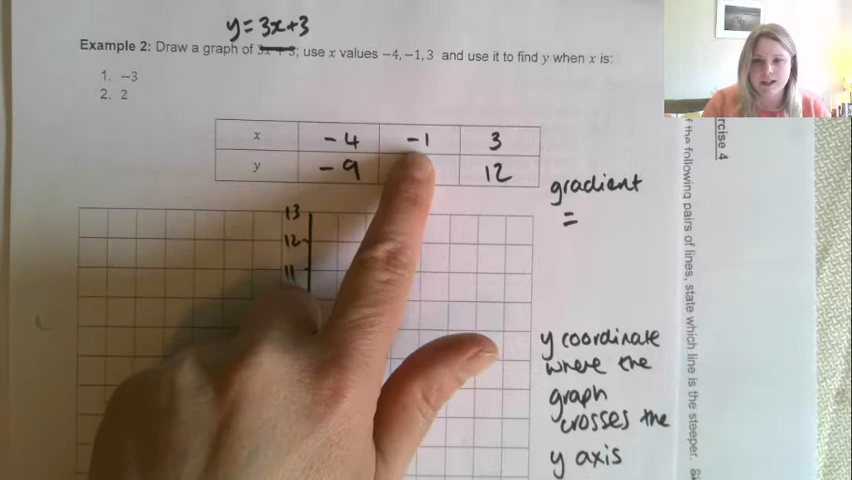 y = 3x+3
Example 2: Draw a graph of 3x + 3; use x values −4, −1, 3 and use it to find y when x is:
1. −3
2. 2
x -4 -1 3
y -9 12
gradient
=
13
12
11
y coordinate
where the
graph
crosses the
y axis
rcise 4
f the following pairs of lines, state which line is the steeper.